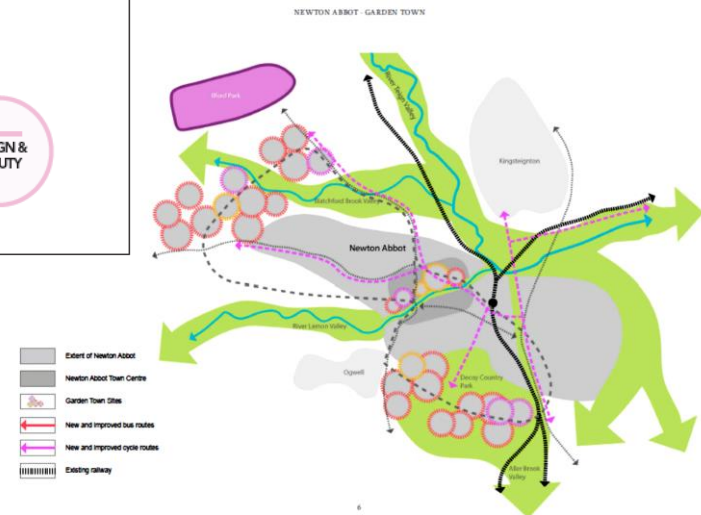 NEWTON ABBOT - GARDEN TOWN
GN &
UTY
River Teign Valley
Kingsteignton
Newton Abbot
River Lemon Valley
Ogwell
Decoy Country
Park
Aller Brook
Valley
Extent of Newton Abbot
Newton Abbot Town Centre
Garden Town Sites
New and improved bus routes
New and improved cycle routes
Existing railway
6